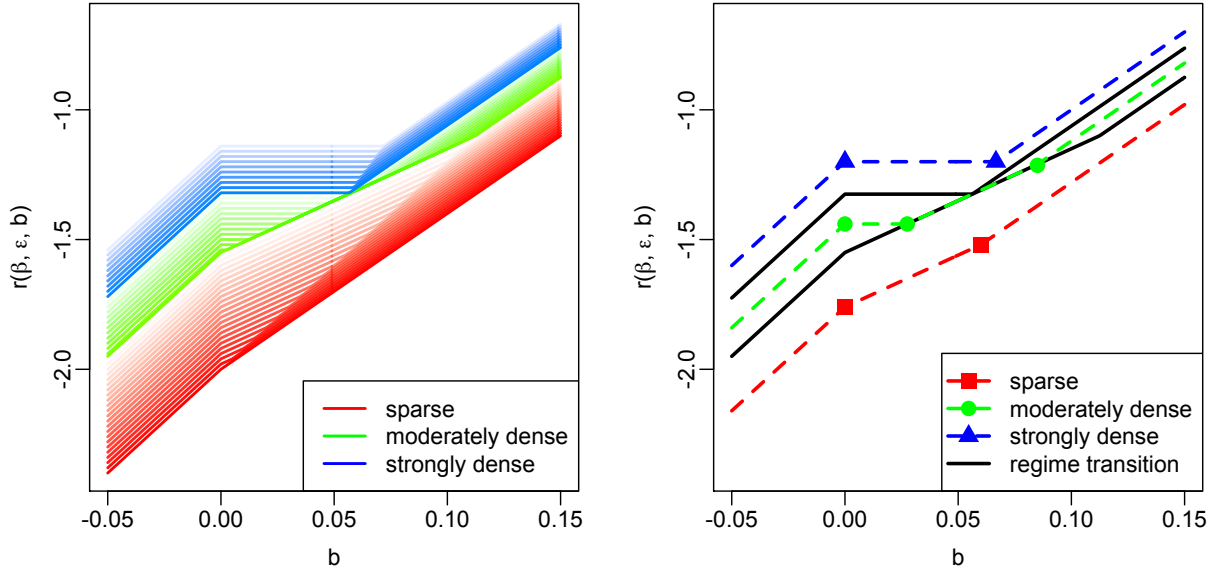 -1.0
-1.5
-2.0
r(β, ε, b)
sparse
moderately dense
strongly dense
-0.05 0.00 0.05 0.10 0.15
b
-1.0
-1.5
-2.0
r(β, ε, b)
sparse
moderately dense
strongly dense
regime transition
-0.05 0.00 0.05 0.10 0.15
b